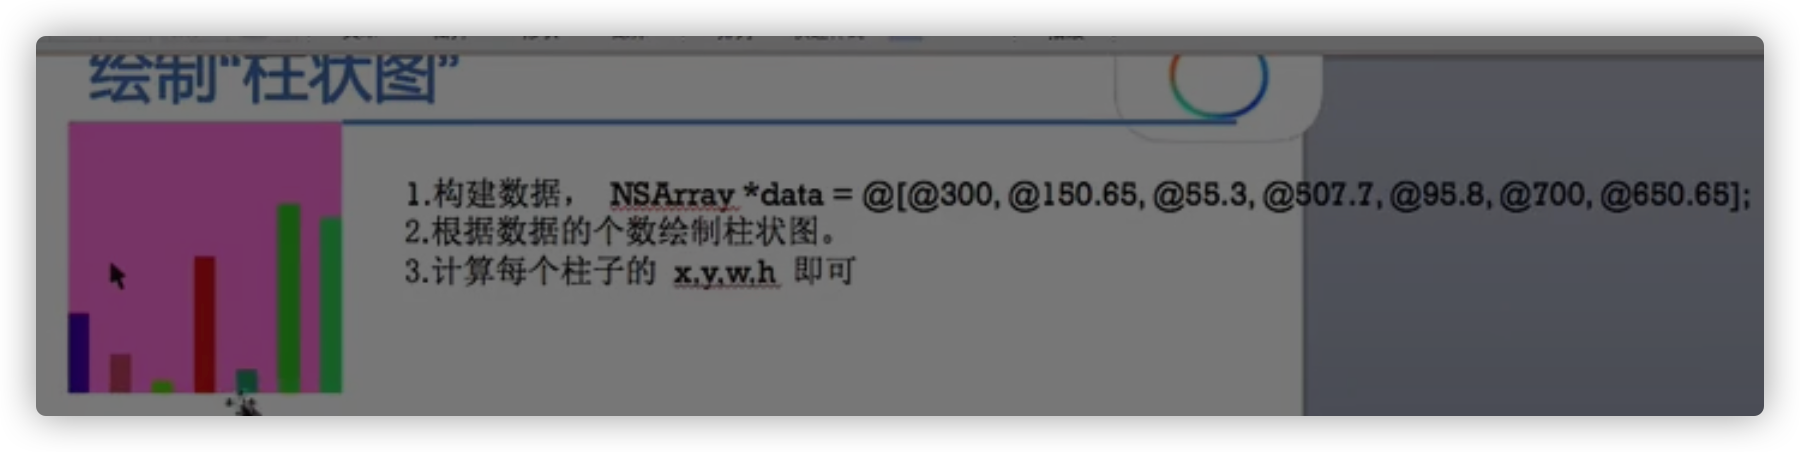 绘制“柱状图”
1.构建数据， NSArray *data = @[@300, @150.65, @55.3, @507.7, @95.8, @700, @650.65];
2.根据数据的个数绘制柱状图。
3.计算每个柱子的 x,y,w,h 即可